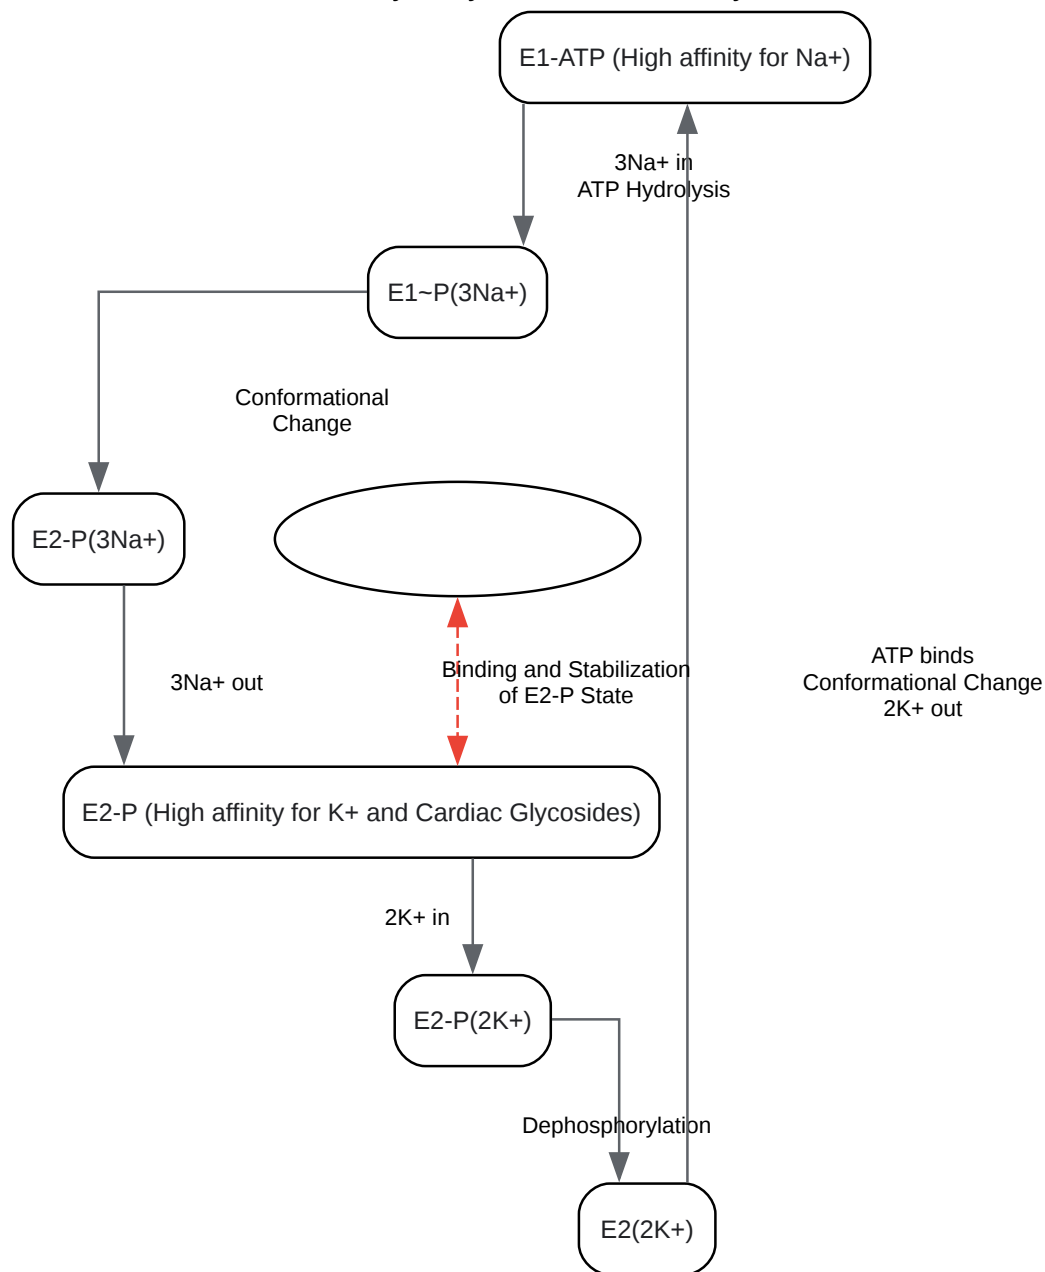 E1-ATP (High affinity for Na+)
3Na+ in
ATP Hydrolysis
E1~P(3Na+)
Conformational
Change
E2-P(3Na+)
3Na+ out
Binding and Stabilization
of E2-P State
ATP binds
Conformational Change
2K+ out
E2-P (High affinity for K+ and Cardiac Glycosides)
2K+ in
E2-P(2K+)
Dephosphorylation
E2(2K+)